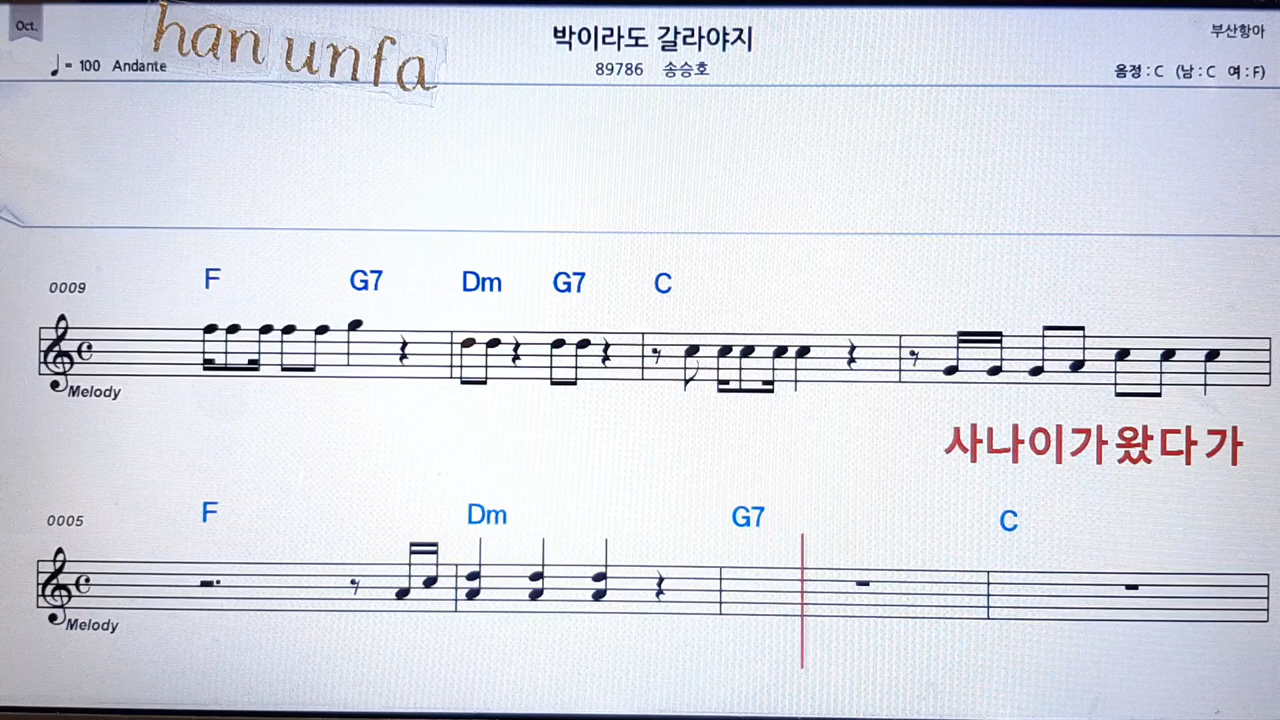 Oct.
han unfa
박이라도 갈라야지
부산항아
♩= 100 Andante
89786 송승호
음정 : C (남 : C 여 : F)
0009 F G7 Dm G7 C
Melody
사나이가왔다가
0005 F Dm G7 C
Melody